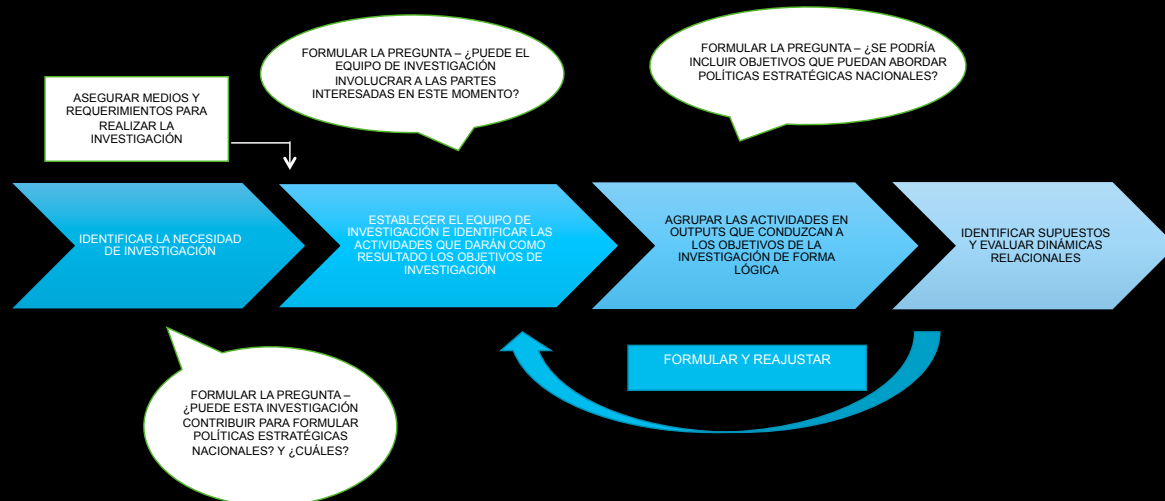 FORMULAR LA PREGUNTA – ¿PUEDE EL
EQUIPO DE INVESTIGACIÓN
INVOLUCRAR A LAS PARTES
INTERESADAS EN ESTE MOMENTO?
FORMULAR LA PREGUNTA – ¿SE PODRÍA
INCLUIR OBJETIVOS QUE PUEDAN ABORDAR
POLÍTICAS ESTRATÉGICAS NACIONALES?
ASEGURAR MEDIOS Y
REQUERIMIENTOS PARA
REALIZAR LA
INVESTIGACIÓN
IDENTIFICAR LA NECESIDAD
DE INVESTIGACIÓN
ESTABLECER EL EQUIPO DE
INVESTIGACIÓN E IDENTIFICAR LAS
ACTIVIDADES QUE DARÁN COMO
RESULTADO LOS OBJETIVOS DE
INVESTIGACIÓN
AGRUPAR LAS ACTIVIDADES EN
OUTPUTS QUE CONDUZCAN A
LOS OBJETIVOS DE LA
INVESTIGACIÓN DE FORMA
LÓGICA
IDENTIFICAR SUPUESTOS
Y EVALUAR DINÁMICAS
RELACIONALES
FORMULAR Y REAJUSTAR
FORMULAR LA PREGUNTA –
¿PUEDE ESTA INVESTIGACIÓN
CONTRIBUIR PARA FORMULAR
POLÍTICAS ESTRATÉGICAS
NACIONALES? Y ¿CUÁLES?